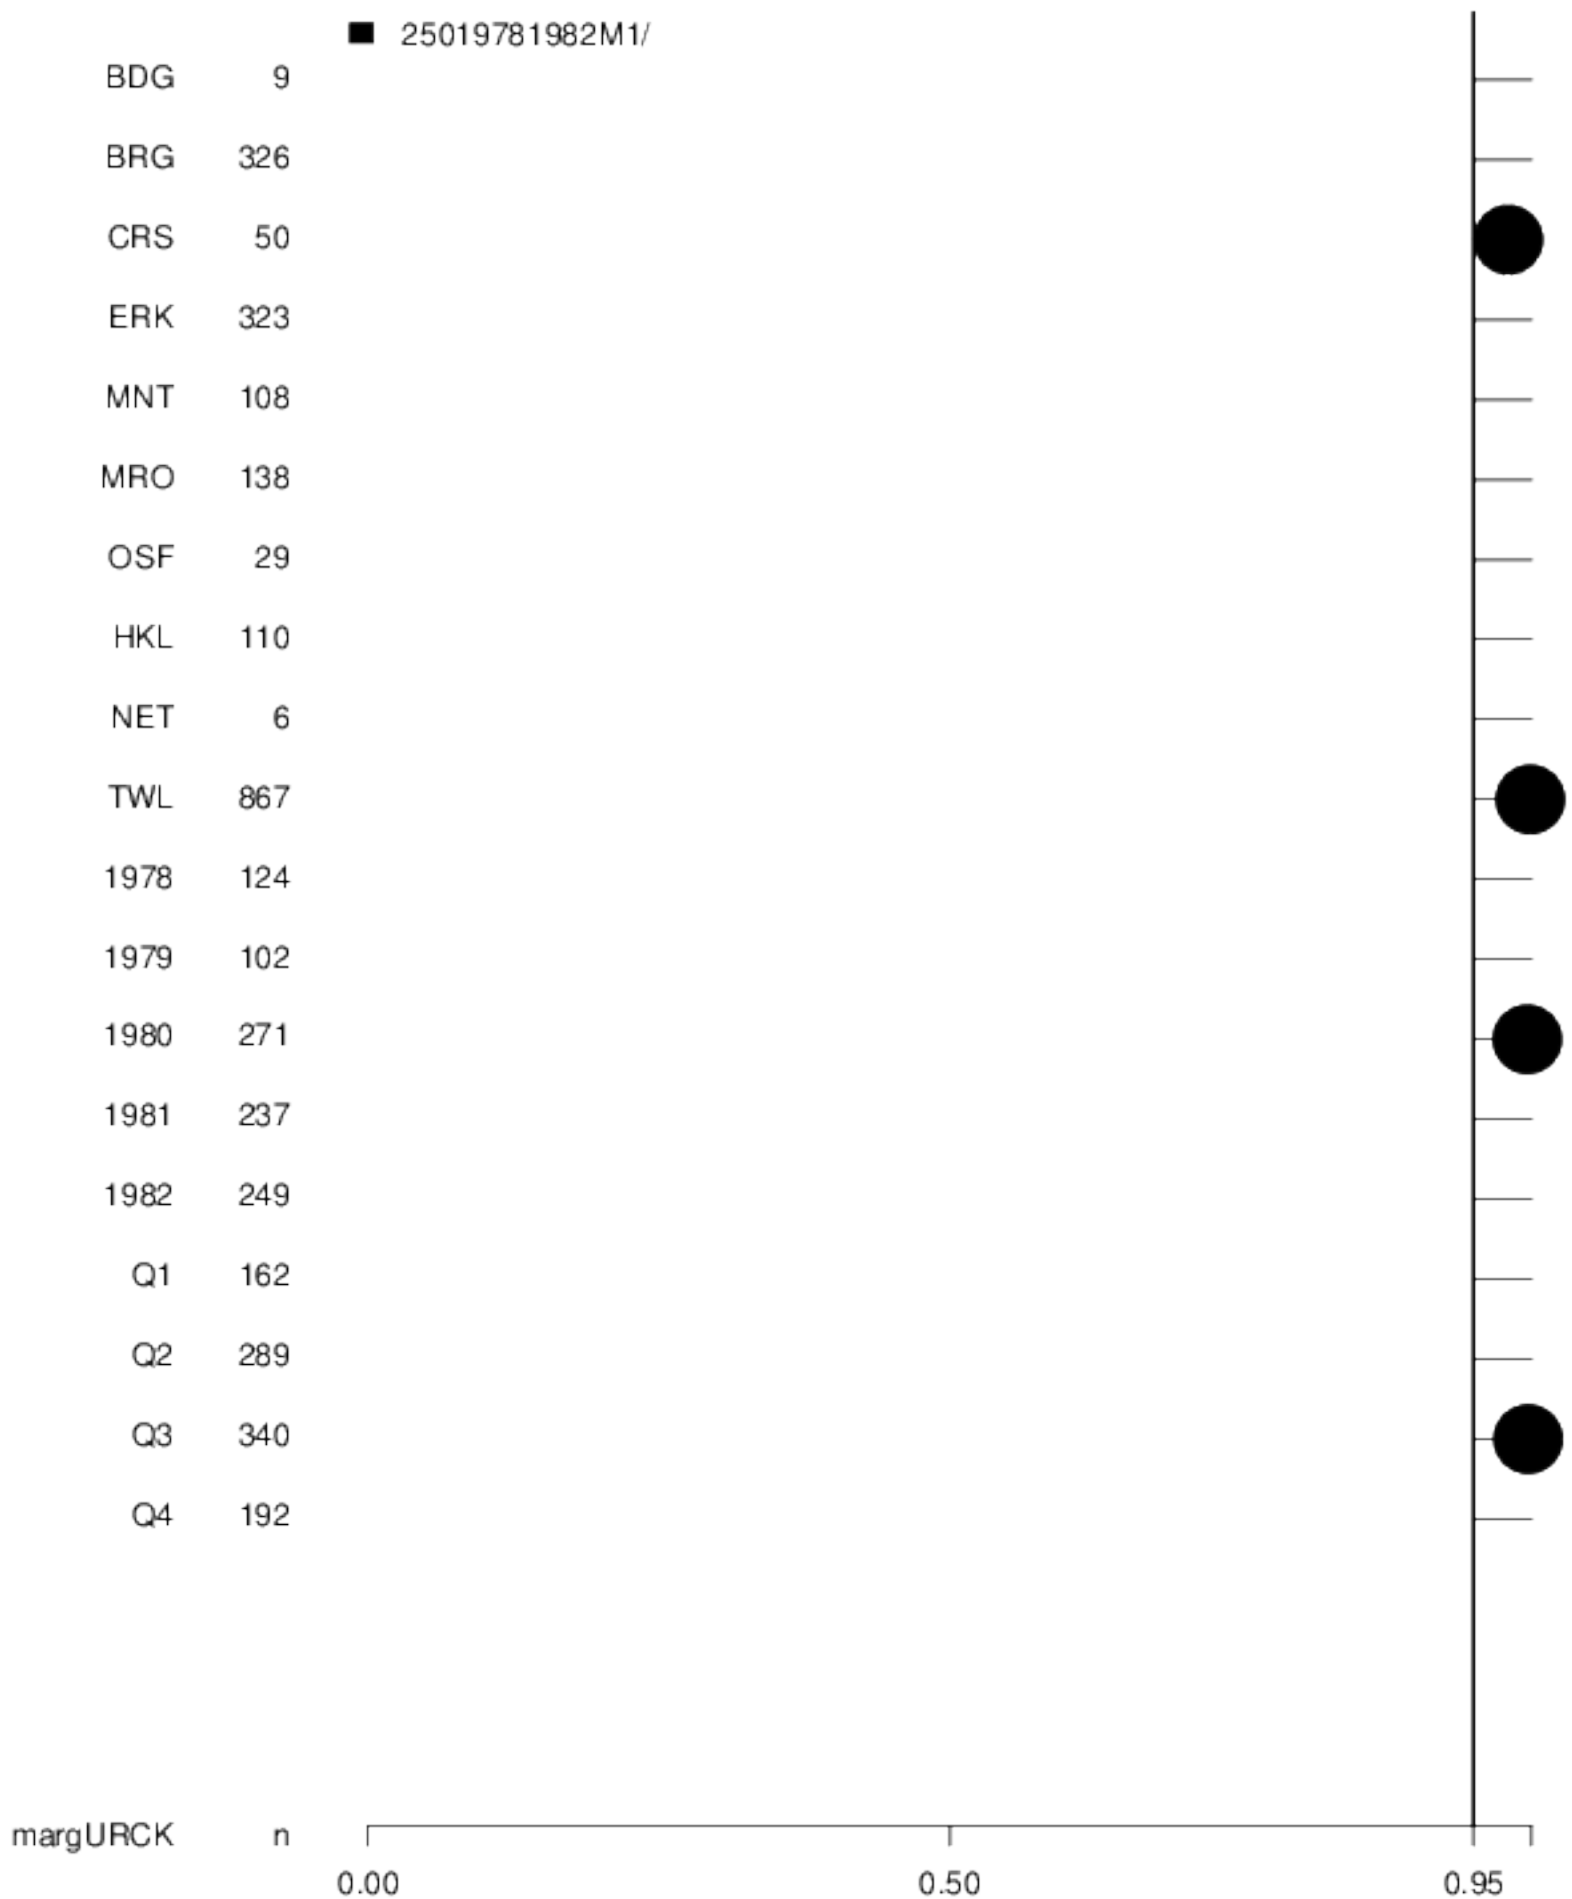 25019781982M1/
BDG 9
BRG 326
CRS 50
ERK 323
MNT 108
MRO 138
OSF 29
HKL 110
NET 6
TWL 867
1978 124
1979 102
1980 271
1981 237
1982 249
Q1 162
Q2 289
Q3 340
Q4 192
margURCK n
0.00 0.50 0.95